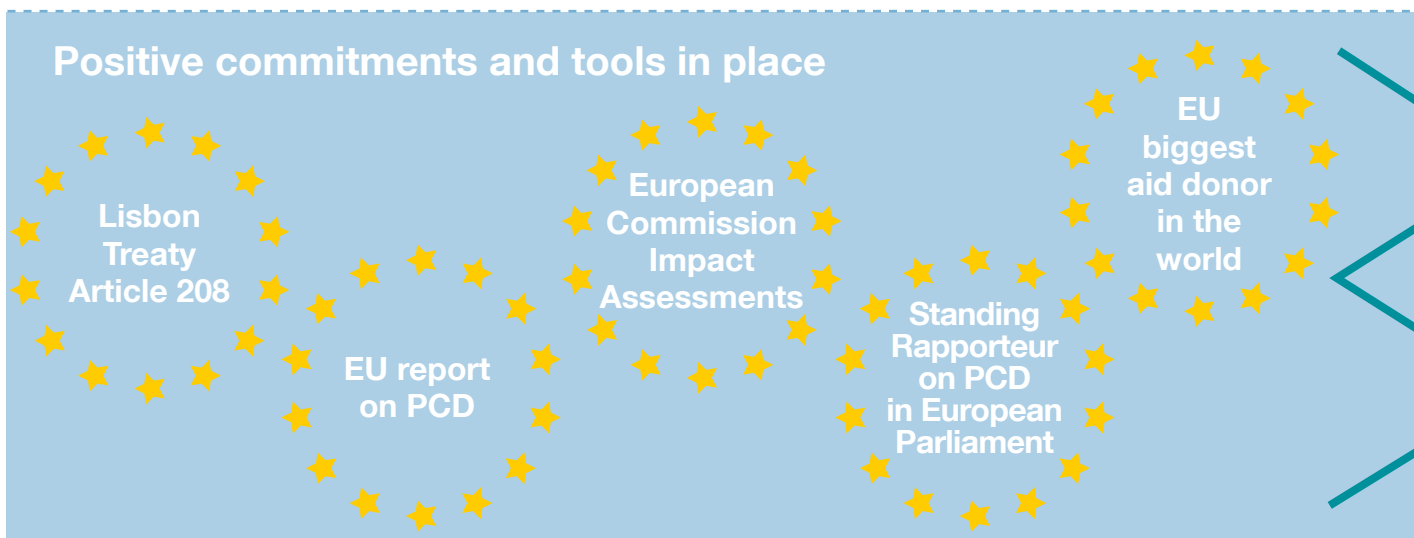 Positive commitments and tools in place
Lisbon
Treaty
Article 208
EU report
on PCD
European
Commission
Impact
Assessments
Standing
Rapporteur
on PCD
in European
Parliament
EU
biggest
aid donor
in the
world